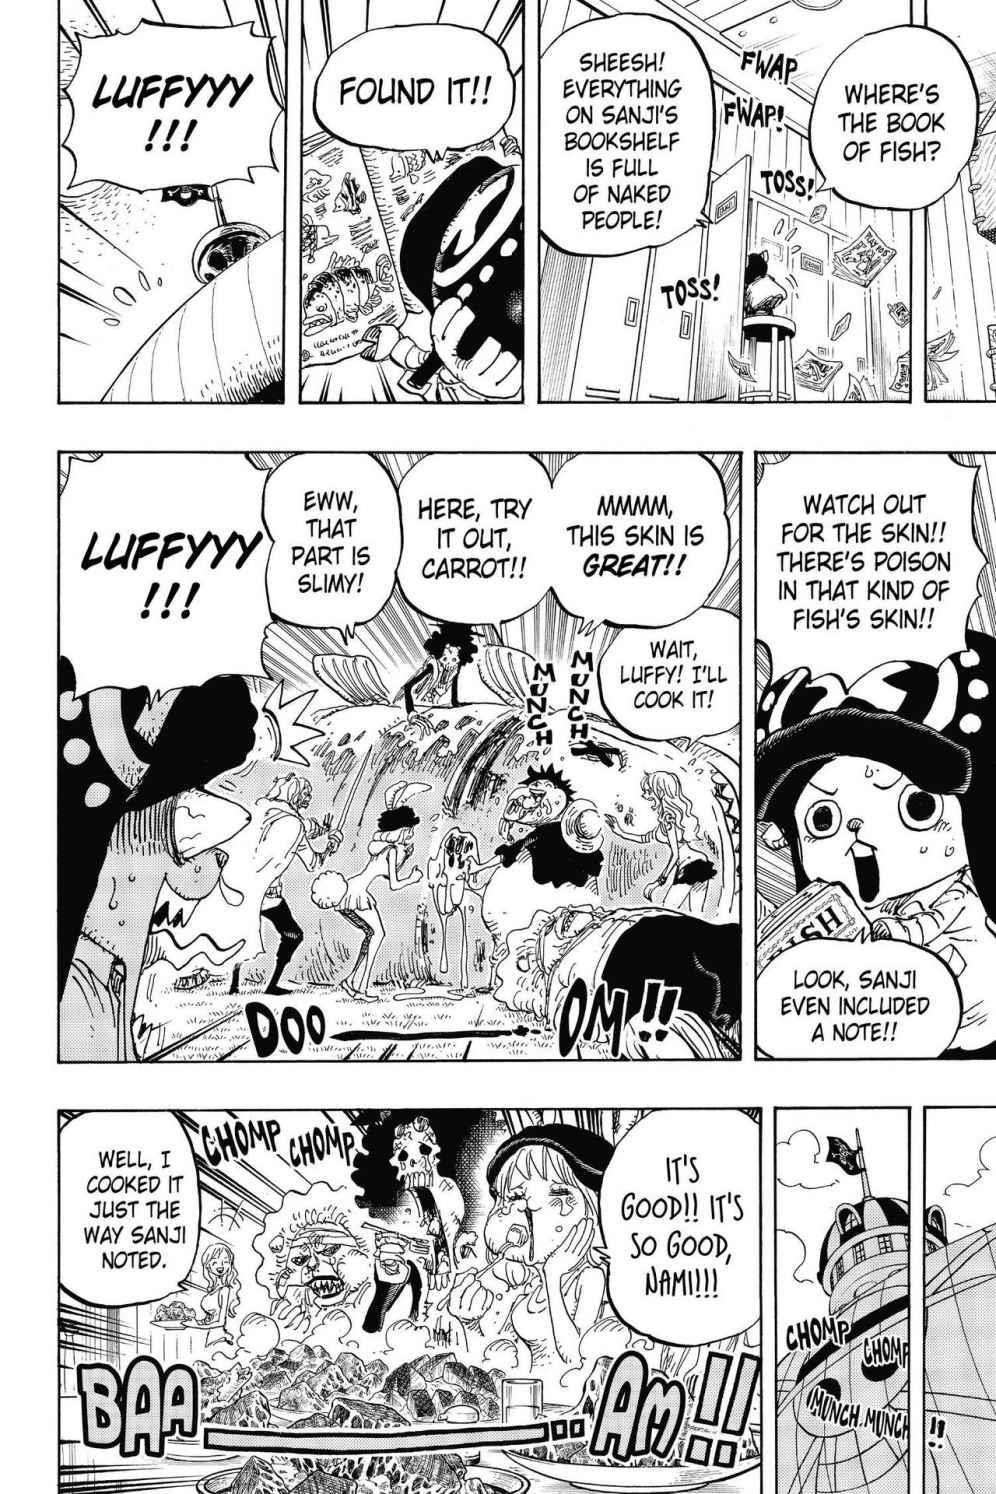 WHERE'S
THE BOOK
OF FISH?
FWAP
FWAP!
TOSS!
TOSS!
SHEESH!
EVERYTHING
ON SANJI'S
BOOKSHELF
IS FULL
OF NAKED
PEOPLE!
FOUND IT!!
LUFFYYY
!!!
WATCH OUT
FOR THE SKIN!!
THERE'S POISON
IN THAT KIND OF
FISH'S SKIN!!
LOOK, SANJI
EVEN INCLUDED
A NOTE!!
MMMM,
THIS SKIN IS
GREAT!!
HERE, TRY
IT OUT,
CARROT!!
EWW,
THAT
PART IS
SLIMY!
WAIT,
LUFFY! I'LL
COOK IT!
MUNCH
MUNCH
LUFFYYY
!!!
DOO OM!!
CHOMP
CHOMP
MUNCH MUNCH
!!
IT'S
GOOD!! IT'S
SO GOOD,
NAMI!!!
CHOMP CHOMP
WELL, I
COOKED IT
JUST THE
WAY SANJI
NOTED.
BAA AM!!